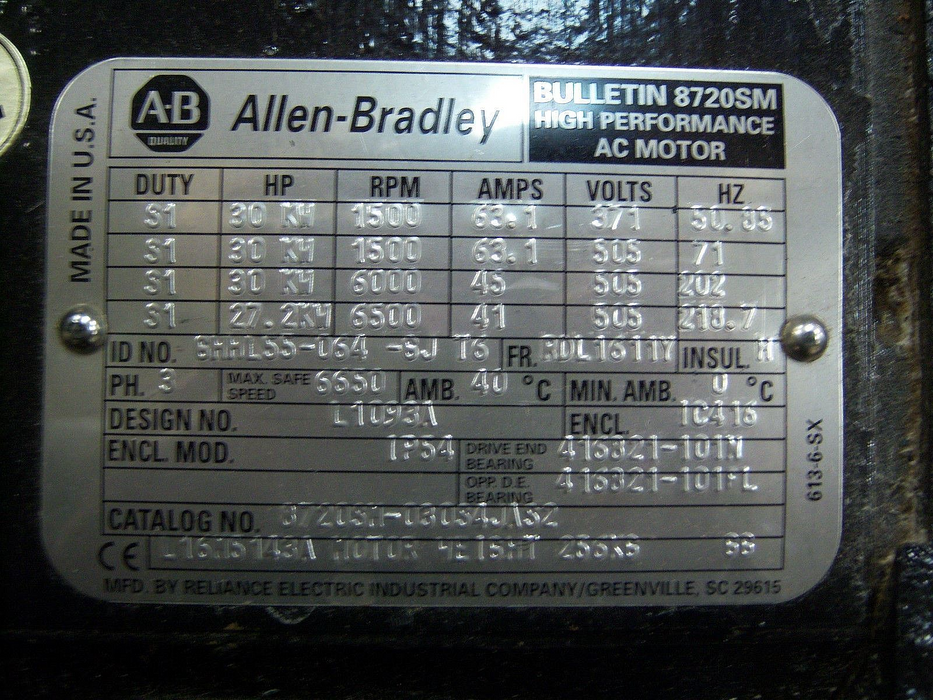 A-B QUALITY
Allen-Bradley
BULLETIN 8720SM
HIGH PERFORMANCE
AC MOTOR
MADE IN U.S.A.
DUTY HP RPM AMPS VOLTS HZ
S1 30 KW 1500 63.1 371
S1 30 KW 1500 63.1 505 71
S1 30 KW 6000 45 505 202
S1 27.2KW 6500 41 505 218.7
ID NO. T6 FR. RDL1611Y INSUL. H
PH. 3 MAX. SAFE SPEED 6650 AMB. 40 °C MIN. AMB. 0 °C
DESIGN NO. L1093A ENCL. IC416
ENCL. MOD. IP54 DRIVE END BEARING
OPP. D.E. BEARING
CATALOG NO.
CE MOTOR WEIGHT
MFD. BY RELIANCE ELECTRIC INDUSTRIAL COMPANY/GREENVILLE, SC 29615
613-6-SX